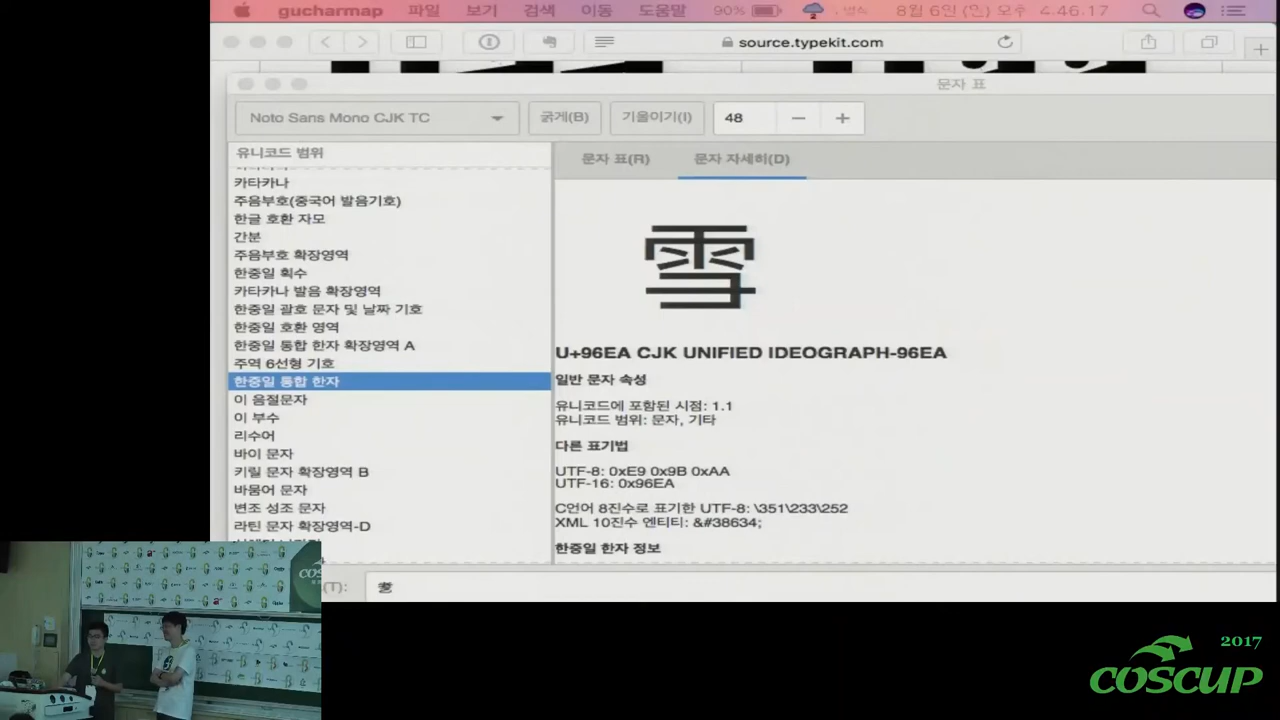 gucharmap 파일 보기 검색 이동 도움말 90% 8월 6일 (일) 오후 4.46.17
source.typekit.com
문자 표
Noto Sans Mono CJK TC 굵게(B) 기울이기(I) 48 − +
유니코드 범위
문자 표(R) 문자 자세히(D)
카타카나
주음부호(중국어 발음기호)
한글 호환 자모
간분
주음부호 확장영역
한중일 획수
카타카나 발음 확장영역
한중일 괄호 문자 및 날짜 기호
한중일 호환 영역
한중일 통합 한자 확장영역 A
주역 6선형 기호
한중일 통합 한자
이 음절문자
이 부수
리수어
바이 문자
키릴 문자 확장영역 B
바뭄어 문자
변조 성조 문자
라틴 문자 확장영역-D
雪
U+96EA CJK UNIFIED IDEOGRAPH-96EA
일반 문자 속성
유니코드에 포함된 시점: 1.1
유니코드 범위: 문자, 기타
다른 표기법
UTF-8: 0xE9 0x9B 0xAA
UTF-16: 0x96EA
C언어 8진수로 표기한 UTF-8: \351\233\252
XML 10진수 엔티티: &#38634;
한중일 한자 정보
(T):
2017
COSCUP